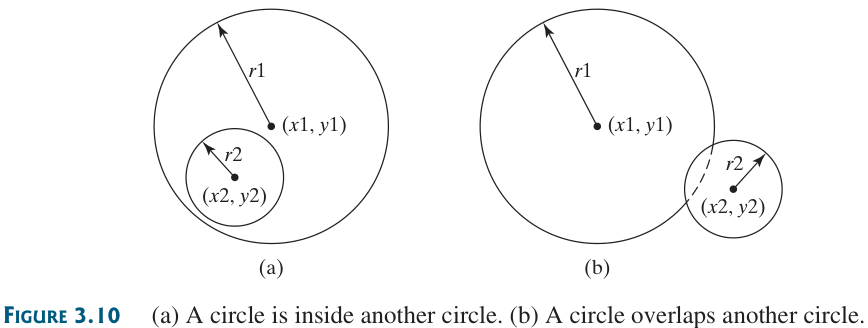 r1
(x1, y1)
r2
(x2, y2)
(a)
r1
(x1, y1)
r2
(x2, y2)
(b)
FIGURE 3.10 (a) A circle is inside another circle. (b) A circle overlaps another circle.